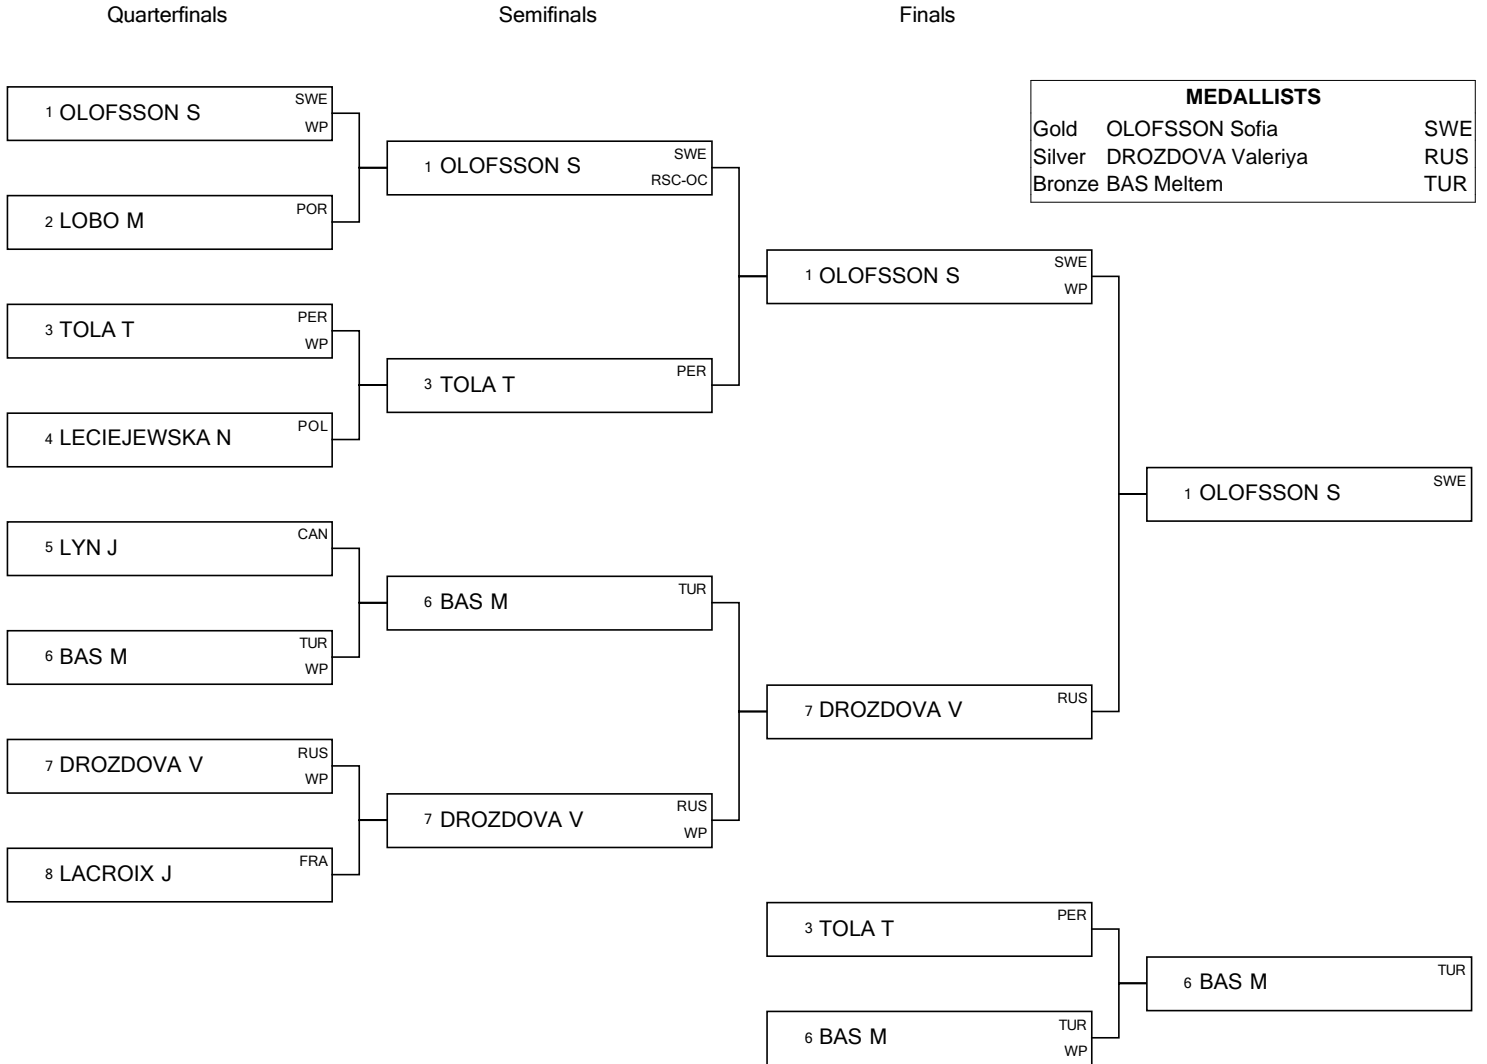 Quarterfinals Semifinals Finals
MEDALLISTS
Gold OLOFSSON Sofia SWE
Silver DROZDOVA Valeriya RUS
Bronze BAS Meltem TUR
1 OLOFSSON S SWE
WP
2 LOBO M POR
3 TOLA T PER
WP
4 LECIEJEWSKA N POL
5 LYN J CAN
6 BAS M TUR
WP
7 DROZDOVA V RUS
WP
8 LACROIX J FRA
1 OLOFSSON S SWE
RSC-OC
3 TOLA T PER
6 BAS M TUR
7 DROZDOVA V RUS
WP
1 OLOFSSON S SWE
WP
7 DROZDOVA V RUS
3 TOLA T PER
6 BAS M TUR
WP
1 OLOFSSON S SWE
6 BAS M TUR